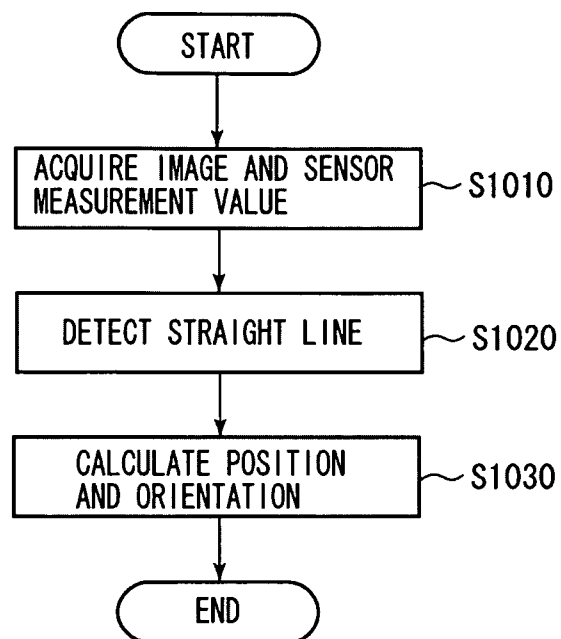 START
ACQUIRE IMAGE AND SENSOR
MEASUREMENT VALUE
S1010
DETECT STRAIGHT LINE
S1020
CALCULATE POSITION
AND ORIENTATION
S1030
END